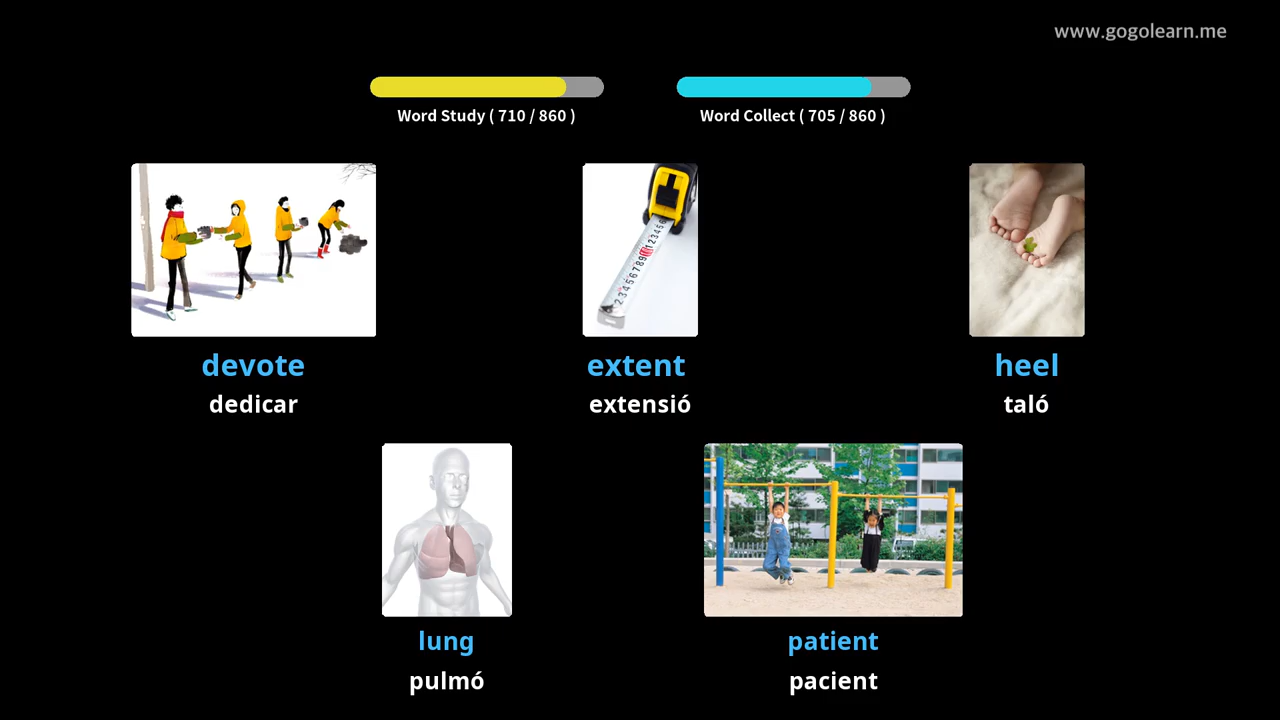 www.gogolearn.me
Word Study ( 710 / 860 )
Word Collect ( 705 / 860 )
devote
dedicar
extent
extensió
heel
taló
lung
pulmó
patient
pacient